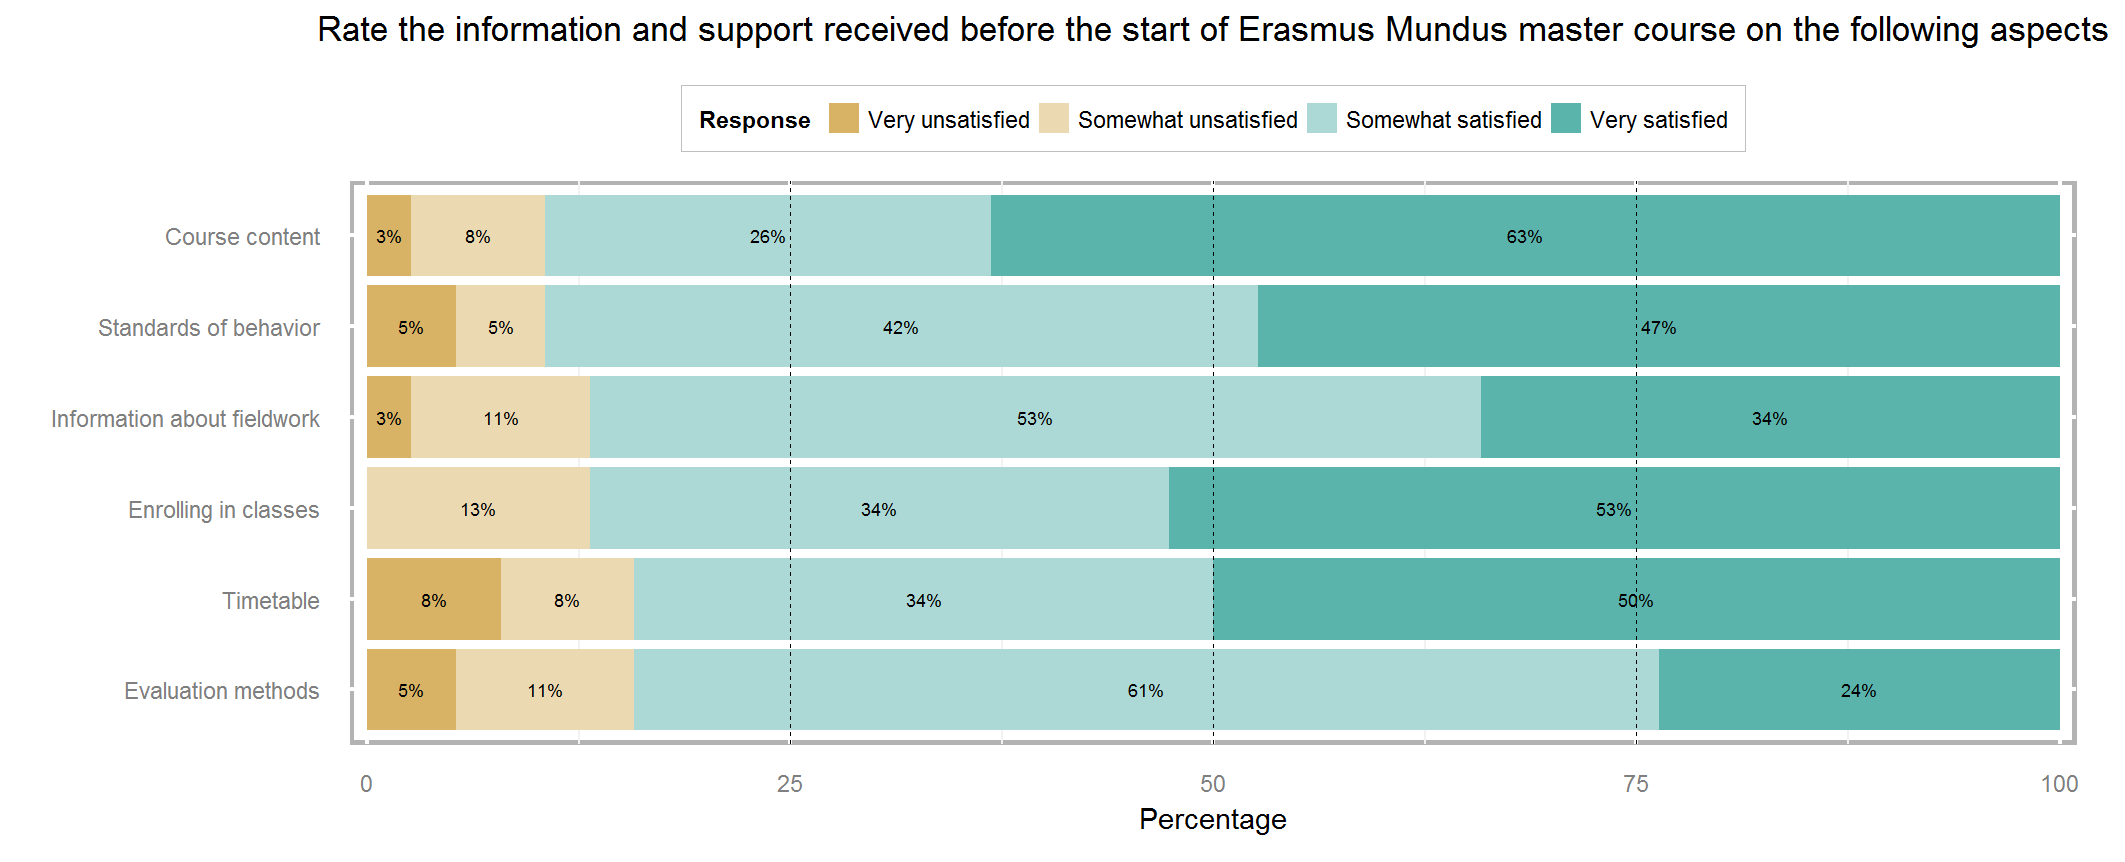 Rate the information and support received before the start of Erasmus Mundus master course on the following aspects
Response Very unsatisfied Somewhat unsatisfied Somewhat satisfied Very satisfied
Course content 3% 8% 26% 63%
Standards of behavior 5% 5% 42% 47%
Information about fieldwork 3% 11% 53% 34%
Enrolling in classes 13% 34% 53%
Timetable 8% 8% 34% 50%
Evaluation methods 5% 11% 61% 24%
0 25 50 75 100
Percentage